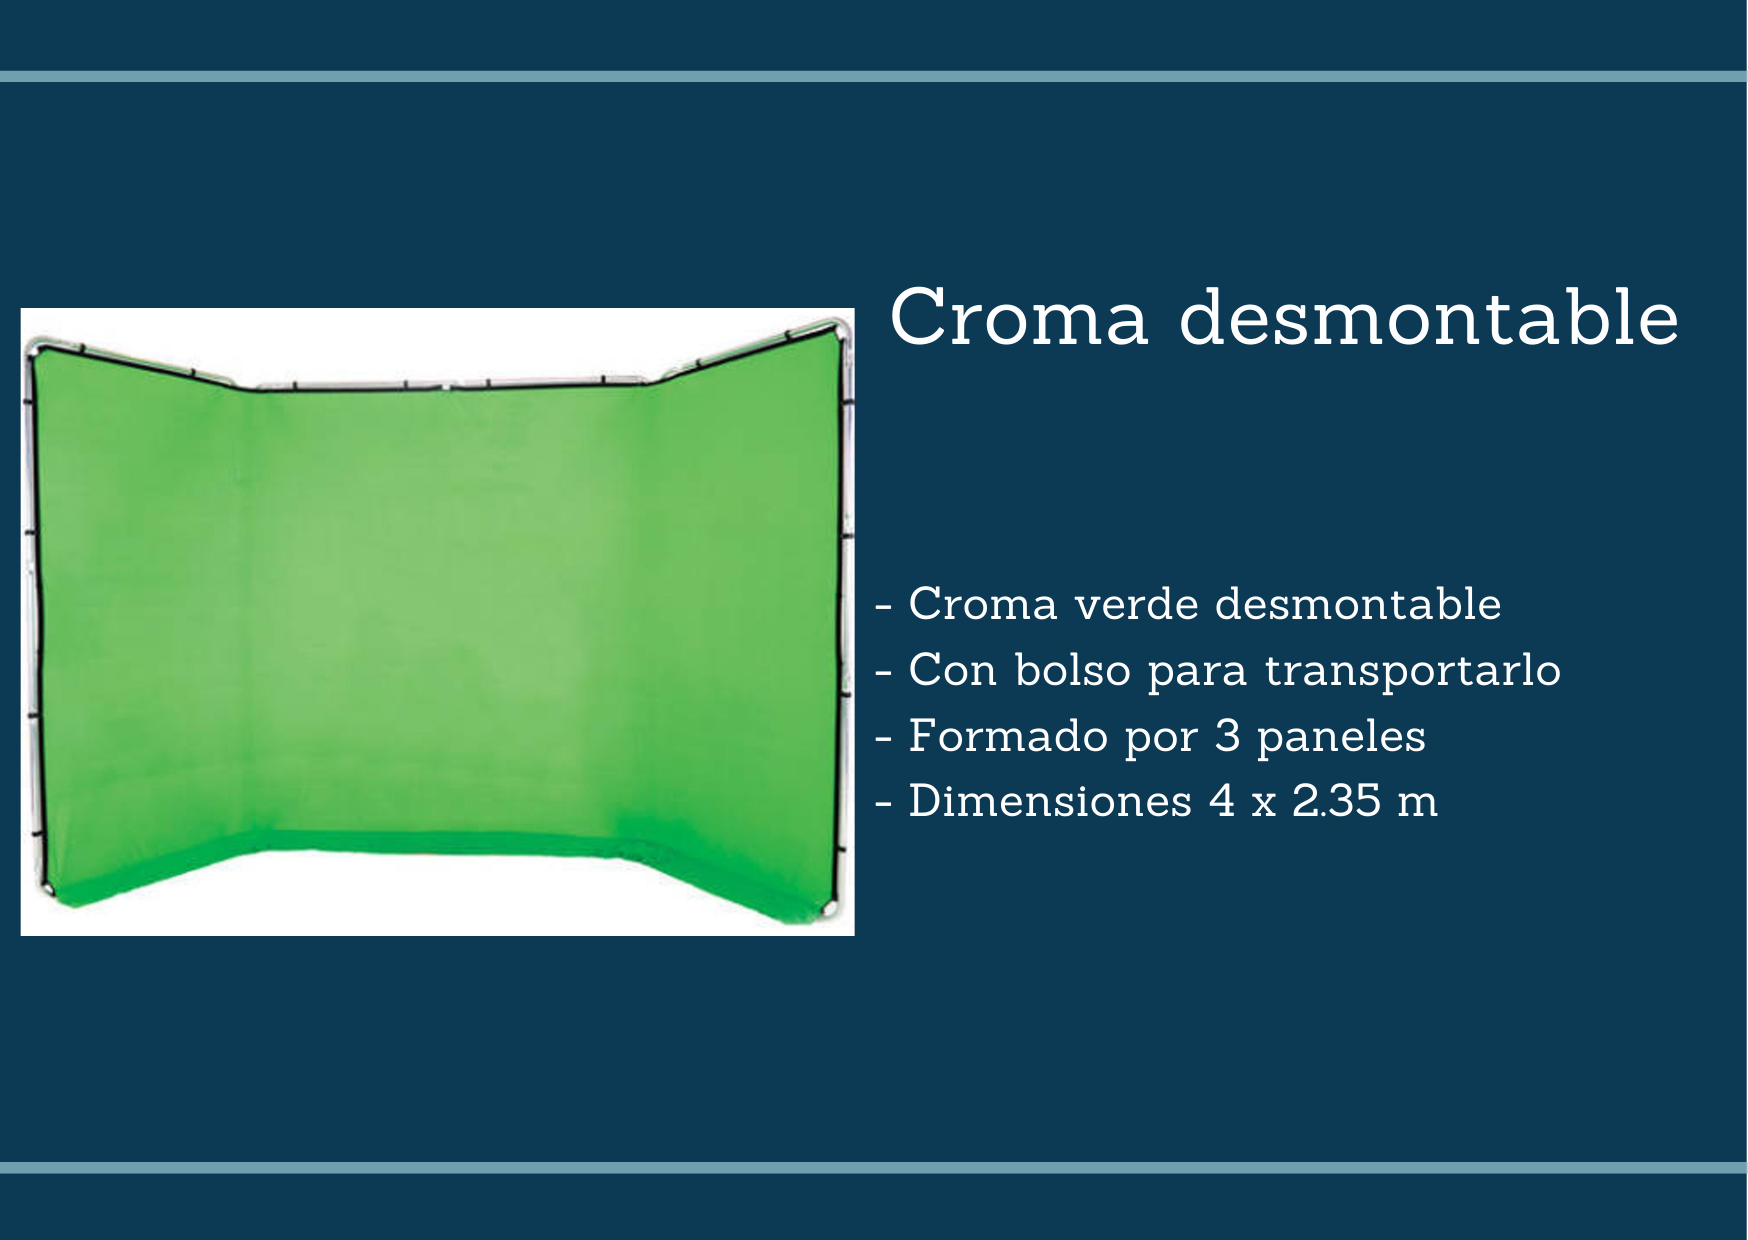 Croma desmontable
- Croma verde desmontable
- Con bolso para transportarlo
- Formado por 3 paneles
- Dimensiones 4 x 2.35 m